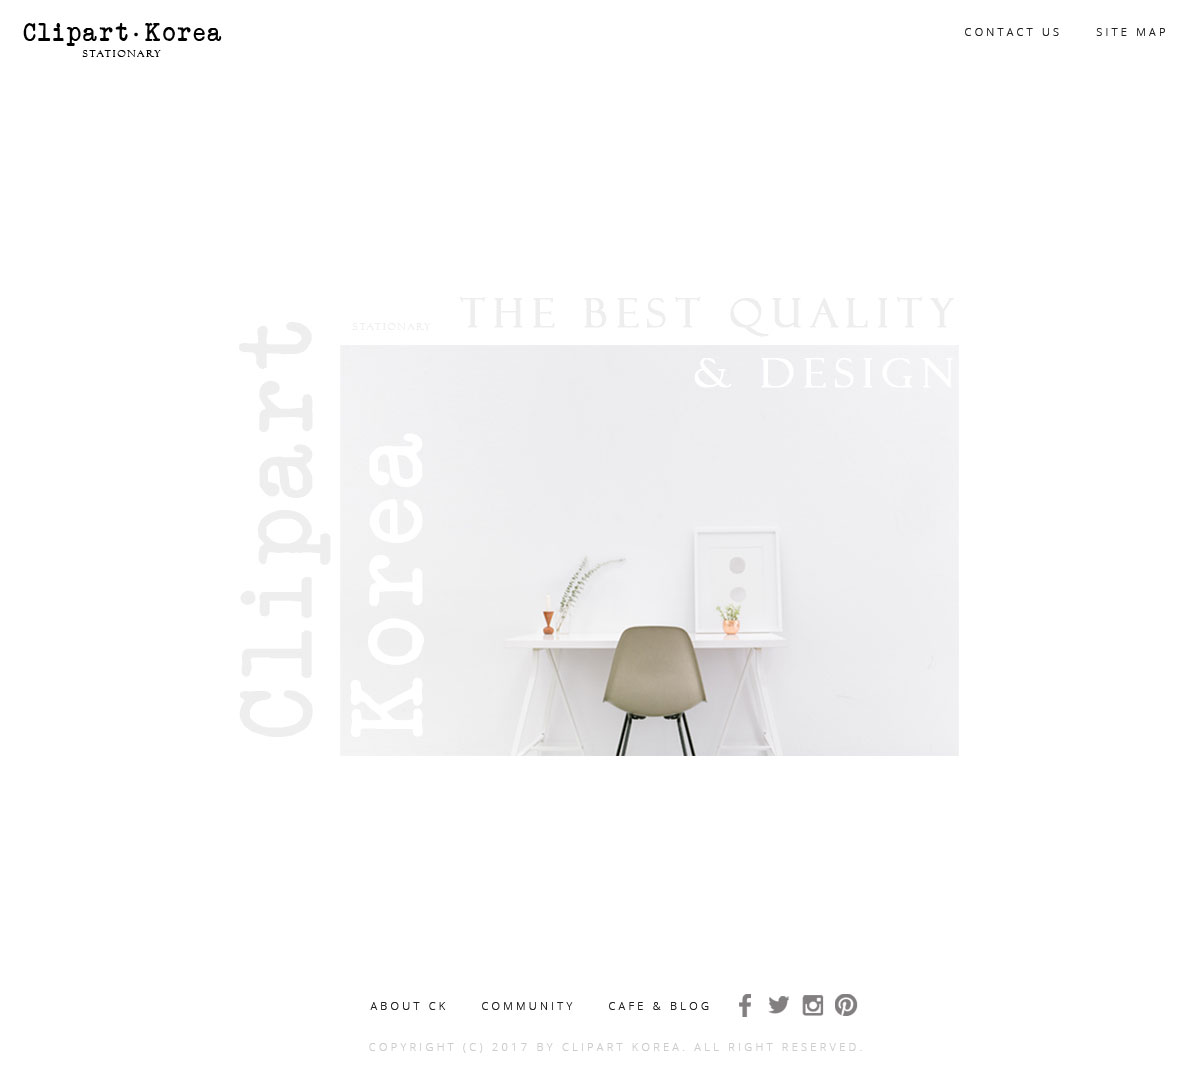 Clipart·Korea
STATIONARY
CONTACT US
SITE MAP
THE BEST QUALITY
STATIONARY
& DESIGN
Clipart
Korea
ABOUT CK
COMMUNITY
CAFE & BLOG
COPYRIGHT (C) 2017 BY CLIPART KOREA. ALL RIGHT RESERVED.